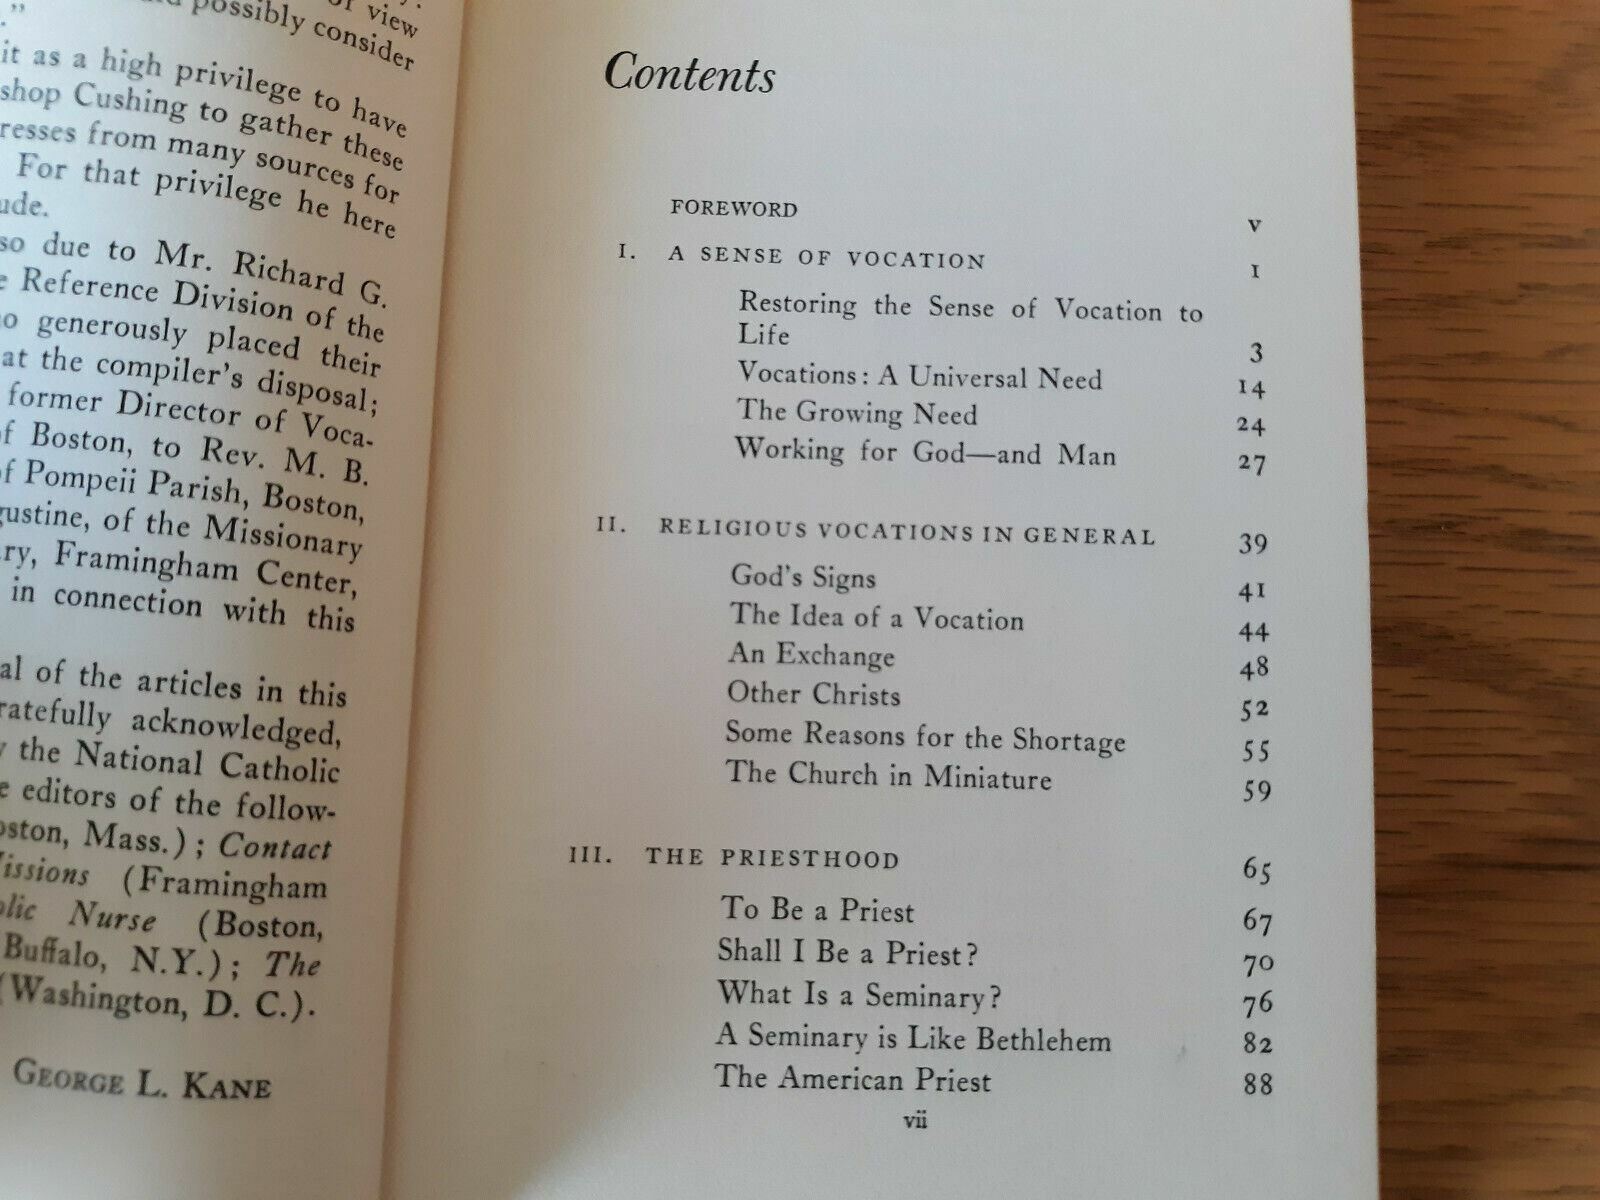 of view
possibly consider
."
it as a high privilege to have
shop Cushing to gather these
resses from many sources for
For that privilege he here
ude.
so due to Mr. Richard G.
e Reference Division of the
o generously placed their
at the compiler's disposal;
former Director of Voca-
of Boston, to Rev. M. B.
of Pompeii Parish, Boston,
gustine, of the Missionary
ry, Framingham Center,
in connection with this
al of the articles in this
ratefully acknowledged,
y the National Catholic
e editors of the follow-
oston, Mass.); Contact
issions (Framingham
olic Nurse (Boston,
Buffalo, N.Y.); The
(Washington, D. C.).
GEORGE L. KANE
Contents
FOREWORD v
I. A SENSE OF VOCATION 1
Restoring the Sense of Vocation to
Life 3
Vocations: A Universal Need 14
The Growing Need 24
Working for God—and Man 27
II. RELIGIOUS VOCATIONS IN GENERAL 39
God's Signs 41
The Idea of a Vocation 44
An Exchange 48
Other Christs 52
Some Reasons for the Shortage 55
The Church in Miniature 59
III. THE PRIESTHOOD 65
To Be a Priest 67
Shall I Be a Priest? 70
What Is a Seminary? 76
A Seminary is Like Bethlehem 82
The American Priest 88
vii